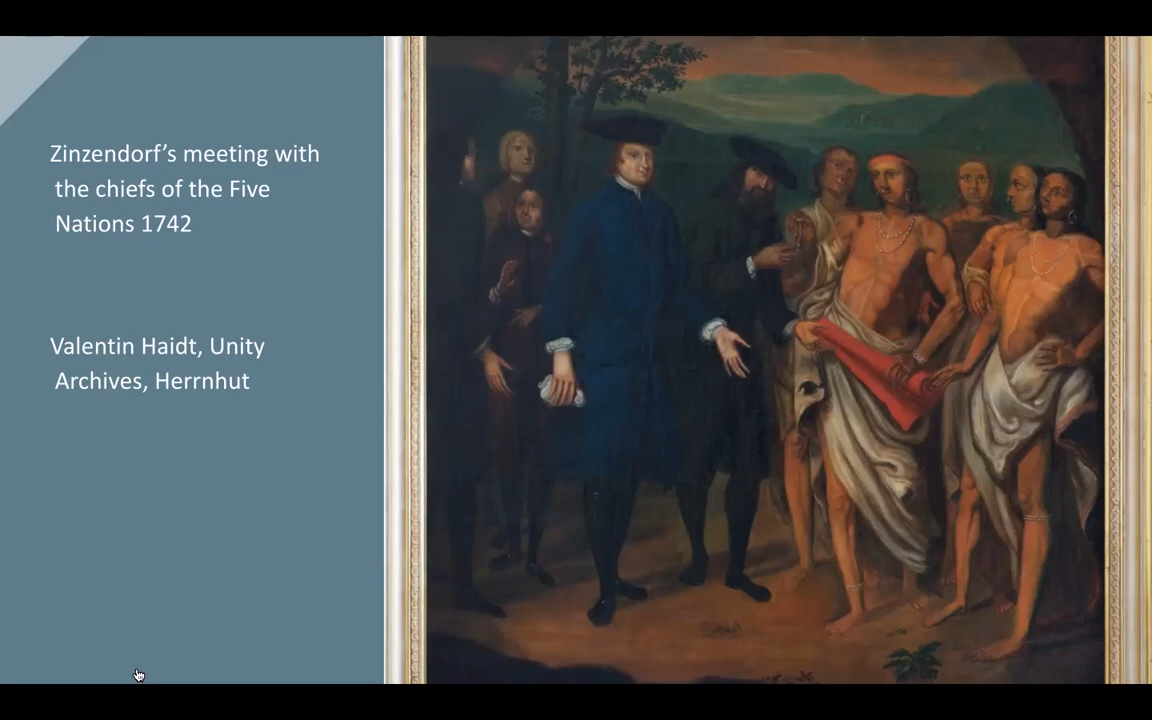 Zinzendorf's meeting with
the chiefs of the Five
Nations 1742
Valentin Haidt, Unity
Archives, Herrnhut